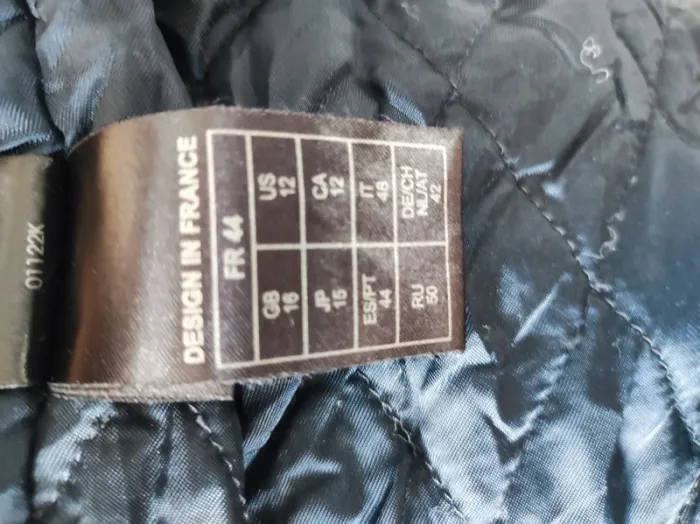 DESIGN IN FRANCE
FR 44
GB
16
US
12
JP
15
CA
12
ES/PT
44
IT
48
RU
50
DE/CH
NL/AT
42
01122K